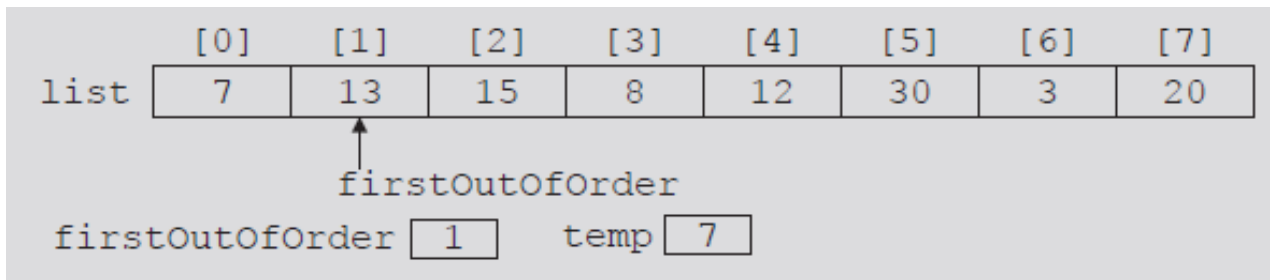 [0] [1] [2] [3] [4] [5] [6] [7]
list 7 13 15 8 12 30 3 20
firstOutOfOrder
firstOutOfOrder 1 temp 7